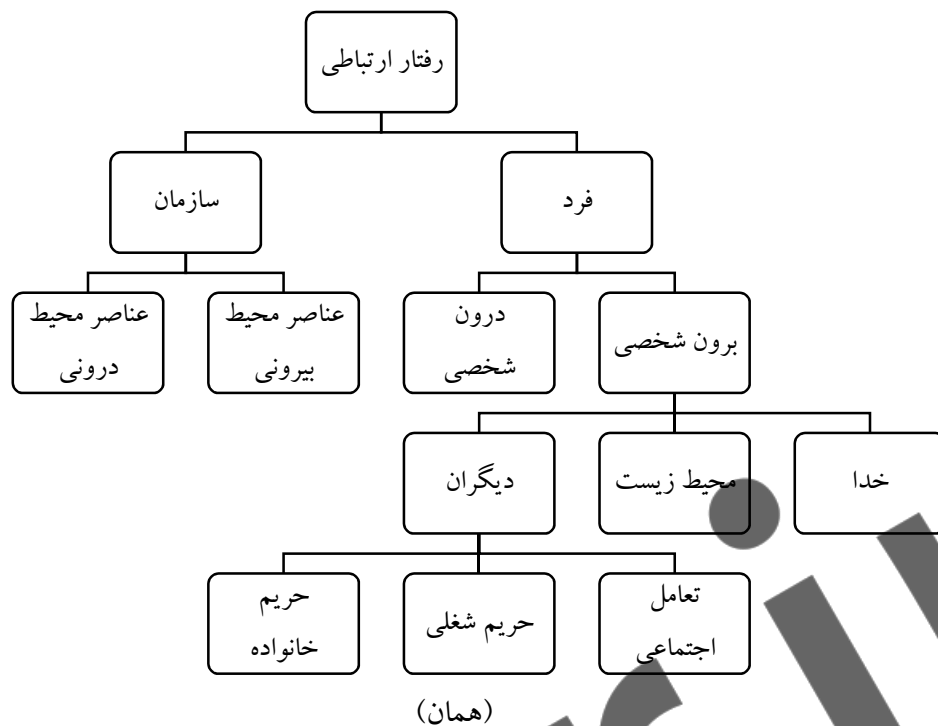 رفتار ارتباطی
فرد
سازمان
برون شخصی
درون
شخصی
عناصر محیط
بیرونی
عناصر محیط
درونی
خدا
محیط زیست
دیگران
تعامل
اجتماعی
حریم شغلی
حریم
خانواده
(همان)